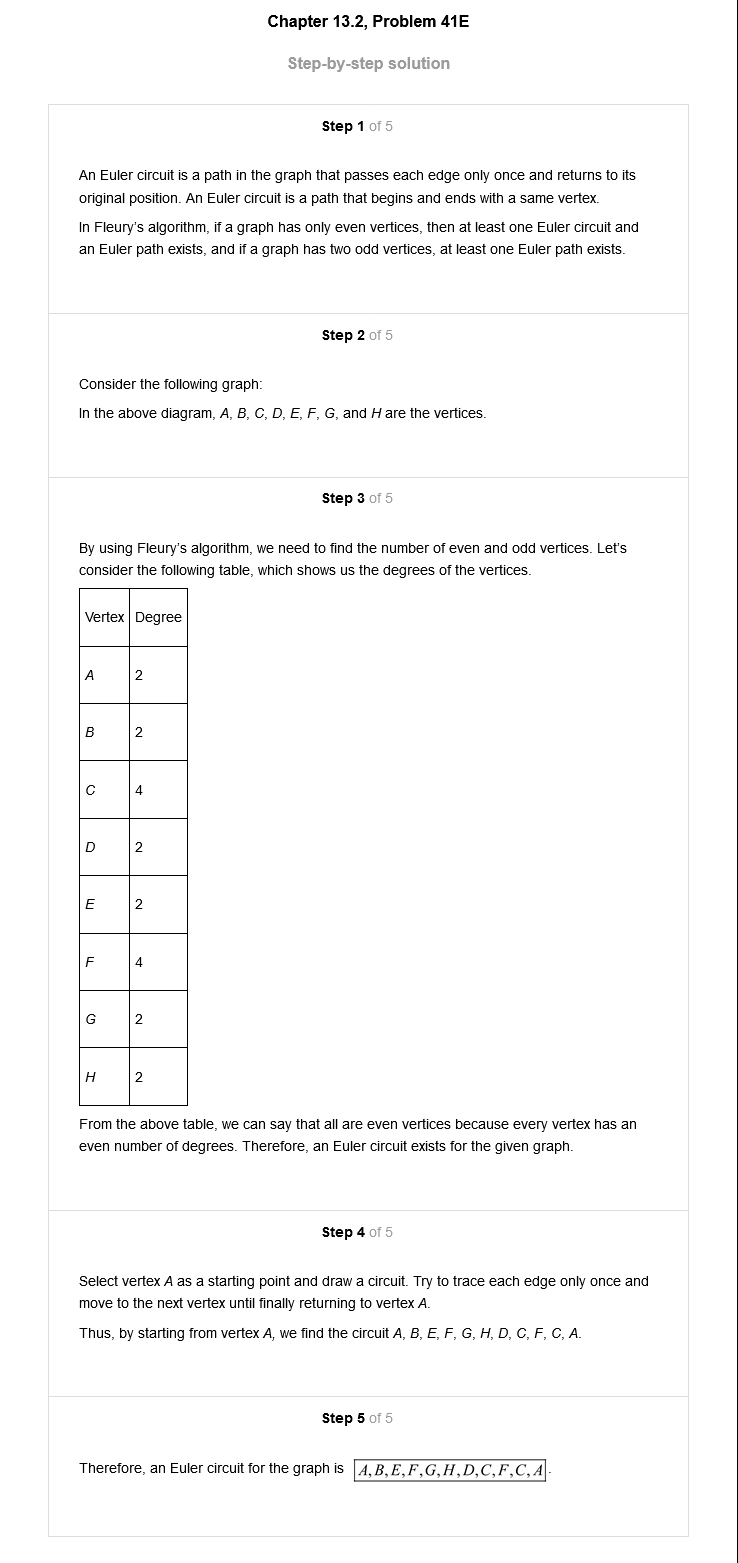 Chapter 13.2, Problem 41E
Step-by-step solution
Step 1 of 5
An Euler circuit is a path in the graph that passes each edge only once and returns to its
original position. An Euler circuit is a path that begins and ends with a same vertex.
In Fleury's algorithm, if a graph has only even vertices, then at least one Euler circuit and
an Euler path exists, and if a graph has two odd vertices, at least one Euler path exists.
Step 2 of 5
Consider the following graph:
In the above diagram, A, B, C, D, E, F, G, and H are the vertices.
Step 3 of 5
By using Fleury's algorithm, we need to find the number of even and odd vertices. Let's
consider the following table, which shows us the degrees of the vertices.
Vertex Degree
A 2
B 2
C 4
D 2
E 2
F 4
G 2
H 2
From the above table, we can say that all are even vertices because every vertex has an
even number of degrees. Therefore, an Euler circuit exists for the given graph.
Step 4 of 5
Select vertex A as a starting point and draw a circuit. Try to trace each edge only once and
move to the next vertex until finally returning to vertex A.
Thus, by starting from vertex A, we find the circuit A, B, E, F, G, H, D, C, F, C, A.
Step 5 of 5
Therefore, an Euler circuit for the graph is A,B,E,F,G,H,D,C,F,C,A.